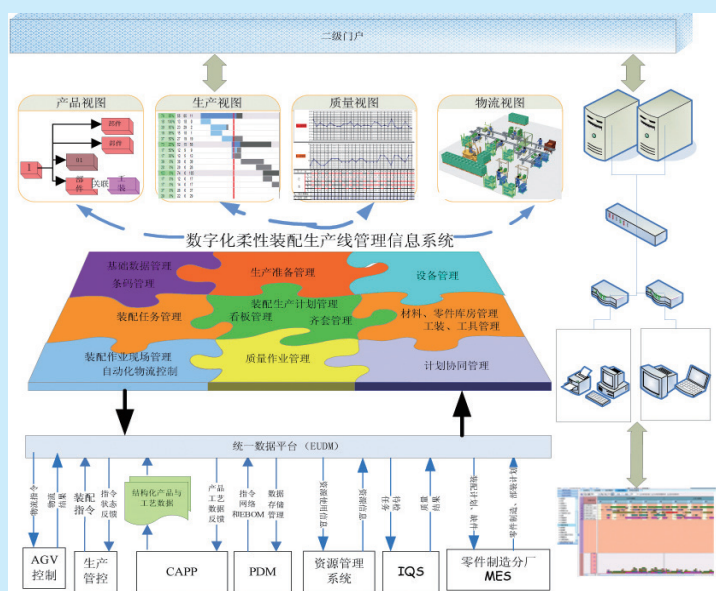 二级门户
产品视图
生产视图
质量视图
物流视图
部件
部件
部件
关联
工装
数字化柔性装配生产线管理信息系统
基础数据管理
条码管理
生产准备管理
设备管理
装配任务管理
装配生产计划管理
看板管理
齐套管理
材料、零件库房管理
工装、工具管理
装配作业现场管理
自动化物流控制
质量作业管理
计划协同管理
统一数据平台（EUDM）
物流指令
物流结果
装配指令
指令状态反馈
结构化产品与
工艺数据
产品
工艺
数据
反馈
指令
网络
和EBOM
数据
存储
管理
资源使用信息
资源信息
待检任务
质量结果
AGV
控制
生产
管控
CAPP
PDM
资源管理
系统
IQS
零件制造分厂
MES